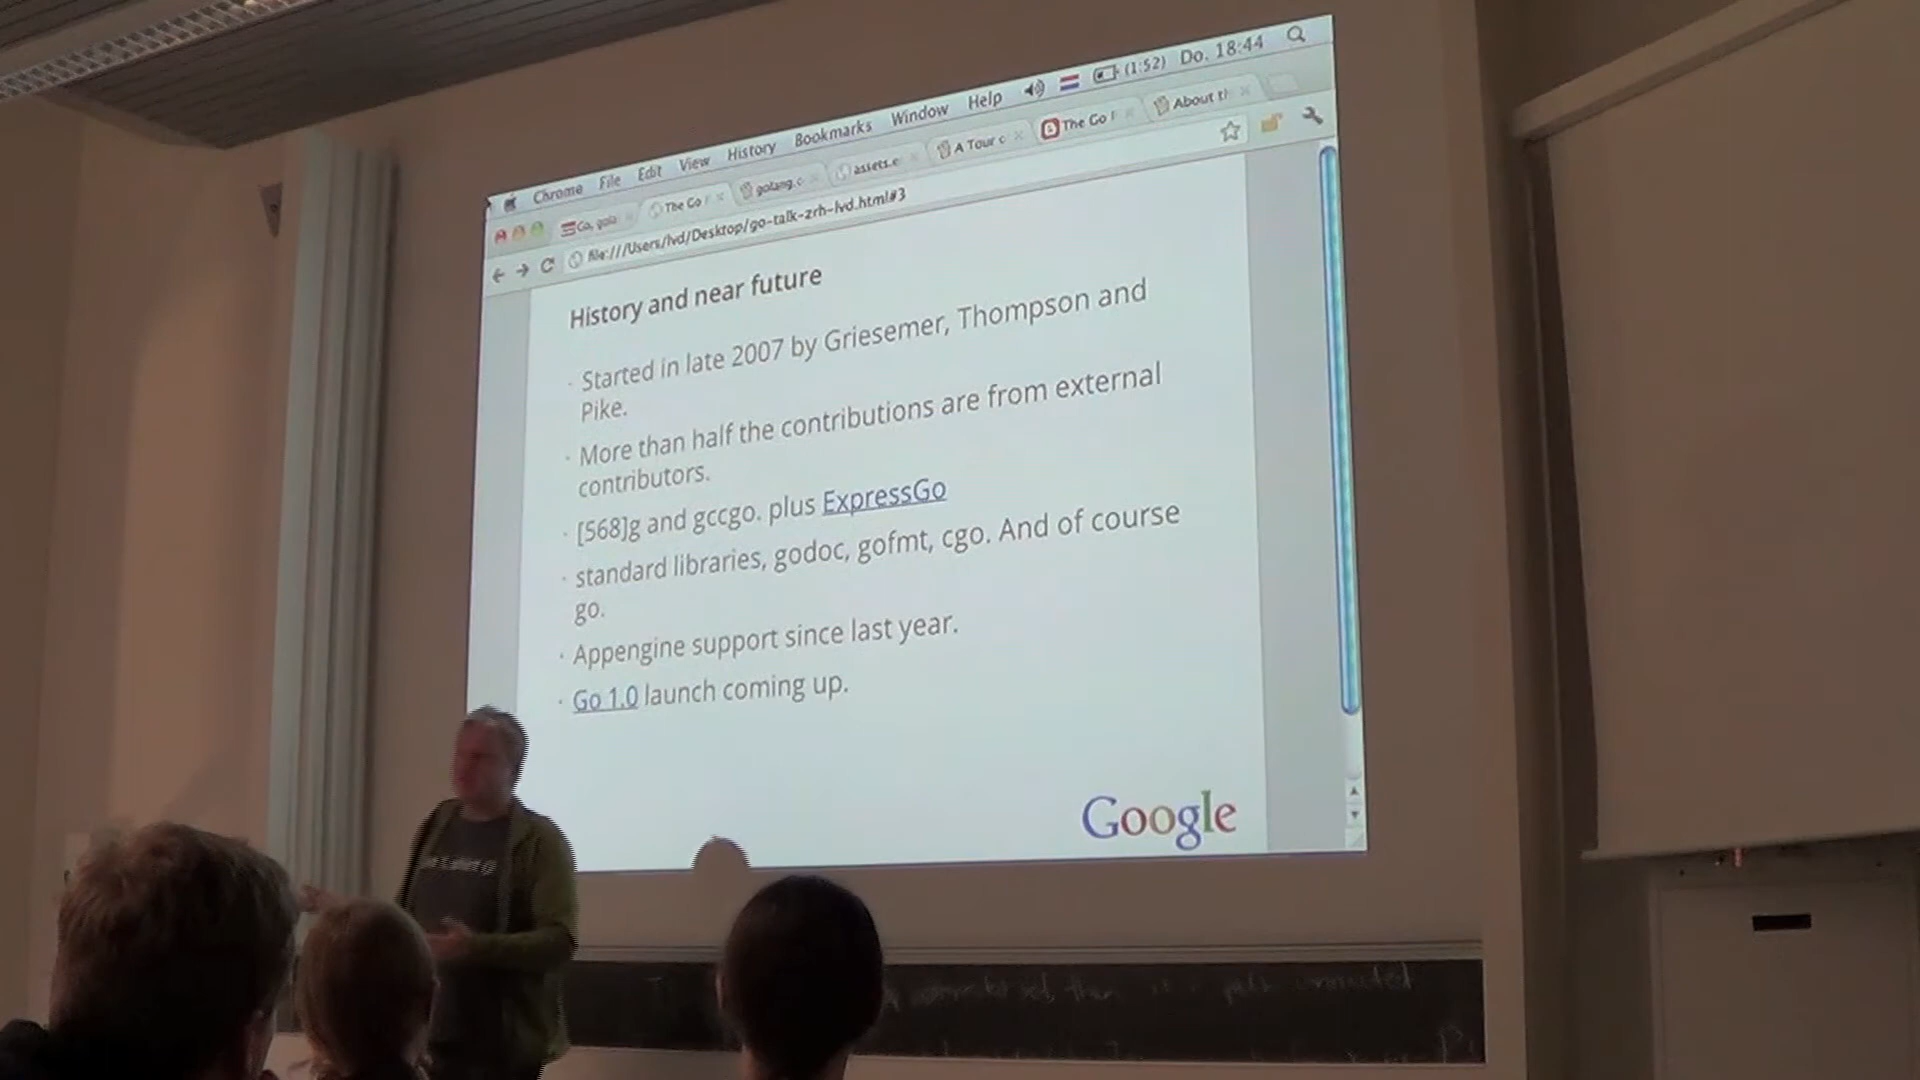 Chrome File Edit View History Bookmarks Window Help (1:52) Do. 18:44
Go, gola The Go golang.c assets.e A Tour o The Go About th
file:///Users/lvd/Desktop/go-talk-zrh-lvd.html#3
History and near future
· Started in late 2007 by Griesemer, Thompson and
Pike.
· More than half the contributions are from external
contributors.
· [568]g and gccgo. plus ExpressGo
· standard libraries, godoc, gofmt, cgo. And of course
go.
· Appengine support since last year.
· Go 1.0 launch coming up.
Google